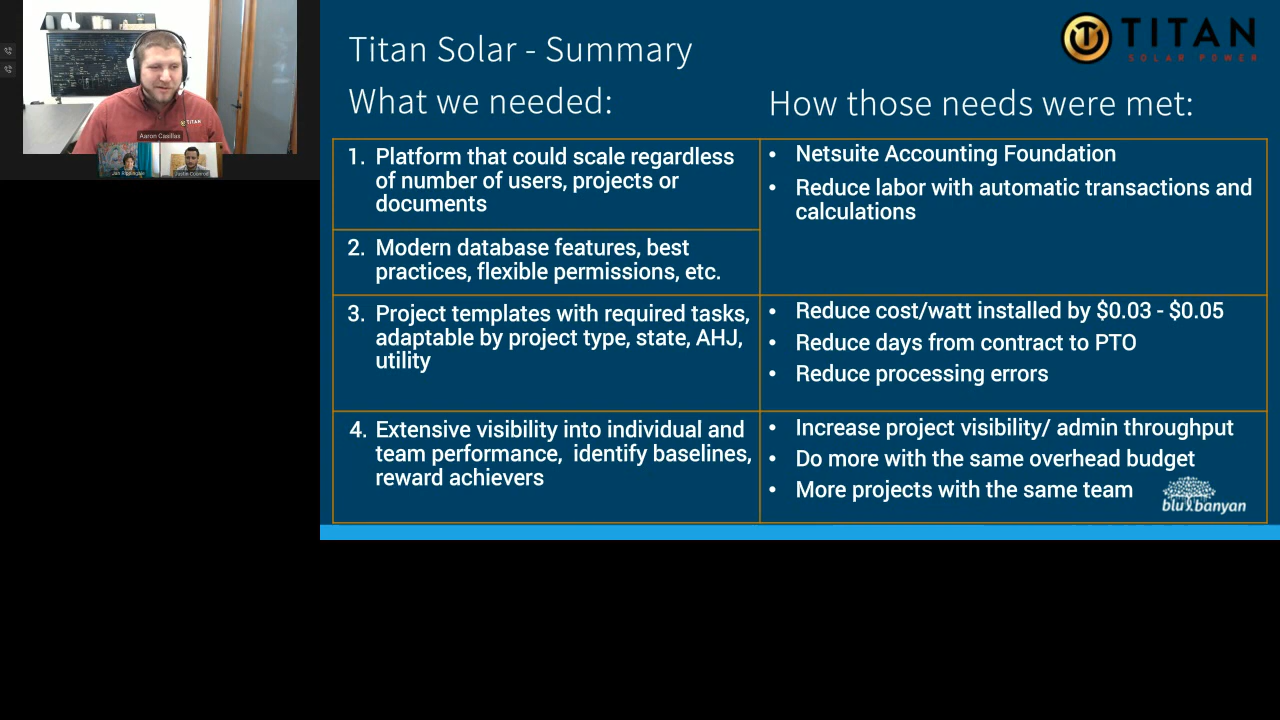 Titan Solar - Summary
TITAN
SOLAR POWER
What we needed:
How those needs were met:
1. Platform that could scale regardless
of number of users, projects or
documents
2. Modern database features, best
practices, flexible permissions, etc.
• Netsuite Accounting Foundation
• Reduce labor with automatic transactions and
calculations
3. Project templates with required tasks,
adaptable by project type, state, AHJ,
utility
• Reduce cost/watt installed by $0.03 - $0.05
• Reduce days from contract to PTO
• Reduce processing errors
4. Extensive visibility into individual and
team performance, identify baselines,
reward achievers
• Increase project visibility/ admin throughput
• Do more with the same overhead budget
• More projects with the same team
blu banyan
TITAN
Aaron Casillas